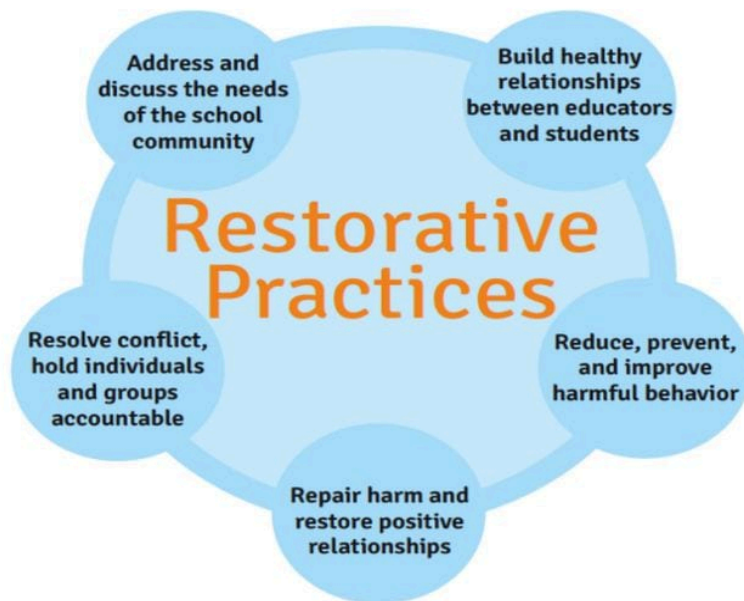 Address and
discuss the needs
of the school
community
Build healthy
relationships
between educators
and students
Restorative
Practices
Resolve conflict,
hold individuals
and groups
accountable
Reduce, prevent,
and improve
harmful behavior
Repair harm and
restore positive
relationships